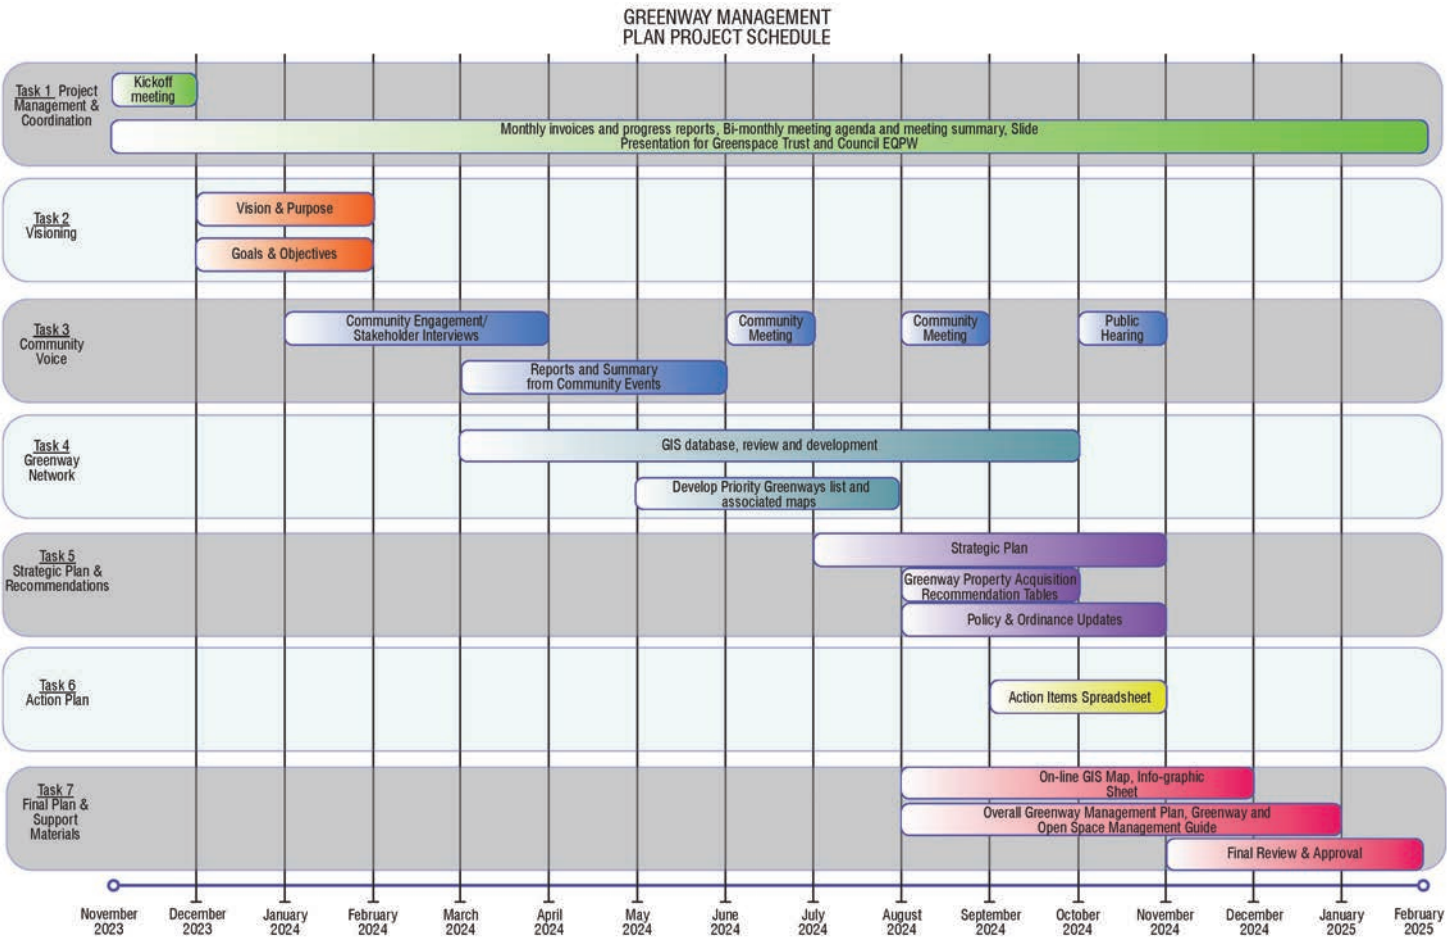 GREENWAY MANAGEMENT
PLAN PROJECT SCHEDULE
Task 1 Project
Management &
Coordination
Kickoff
meeting
Monthly invoices and progress reports, Bi-monthly meeting agenda and meeting summary, Slide
Presentation for Greenspace Trust and Council EQPW
Task 2
Visioning
Vision & Purpose
Goals & Objectives
Task 3
Community
Voice
Community Engagement/
Stakeholder Interviews
Community
Meeting
Community
Meeting
Public
Hearing
Reports and Summary
from Community Events
Task 4
Greenway
Network
GIS database, review and development
Develop Priority Greenways list and
associated maps
Task 5
Strategic Plan &
Recommendations
Strategic Plan
Greenway Property Acquisition
Recommendation Tables
Policy & Ordinance Updates
Task 6
Action Plan
Action Items Spreadsheet
Task 7
Final Plan &
Support
Materials
On-line GIS Map, Info-graphic
Sheet
Overall Greenway Management Plan, Greenway and
Open Space Management Guide
Final Review & Approval
November
2023
December
2023
January
2024
February
2024
March
2024
April
2024
May
2024
June
2024
July
2024
August
2024
September
2024
October
2024
November
2024
December
2024
January
2025
February
2025